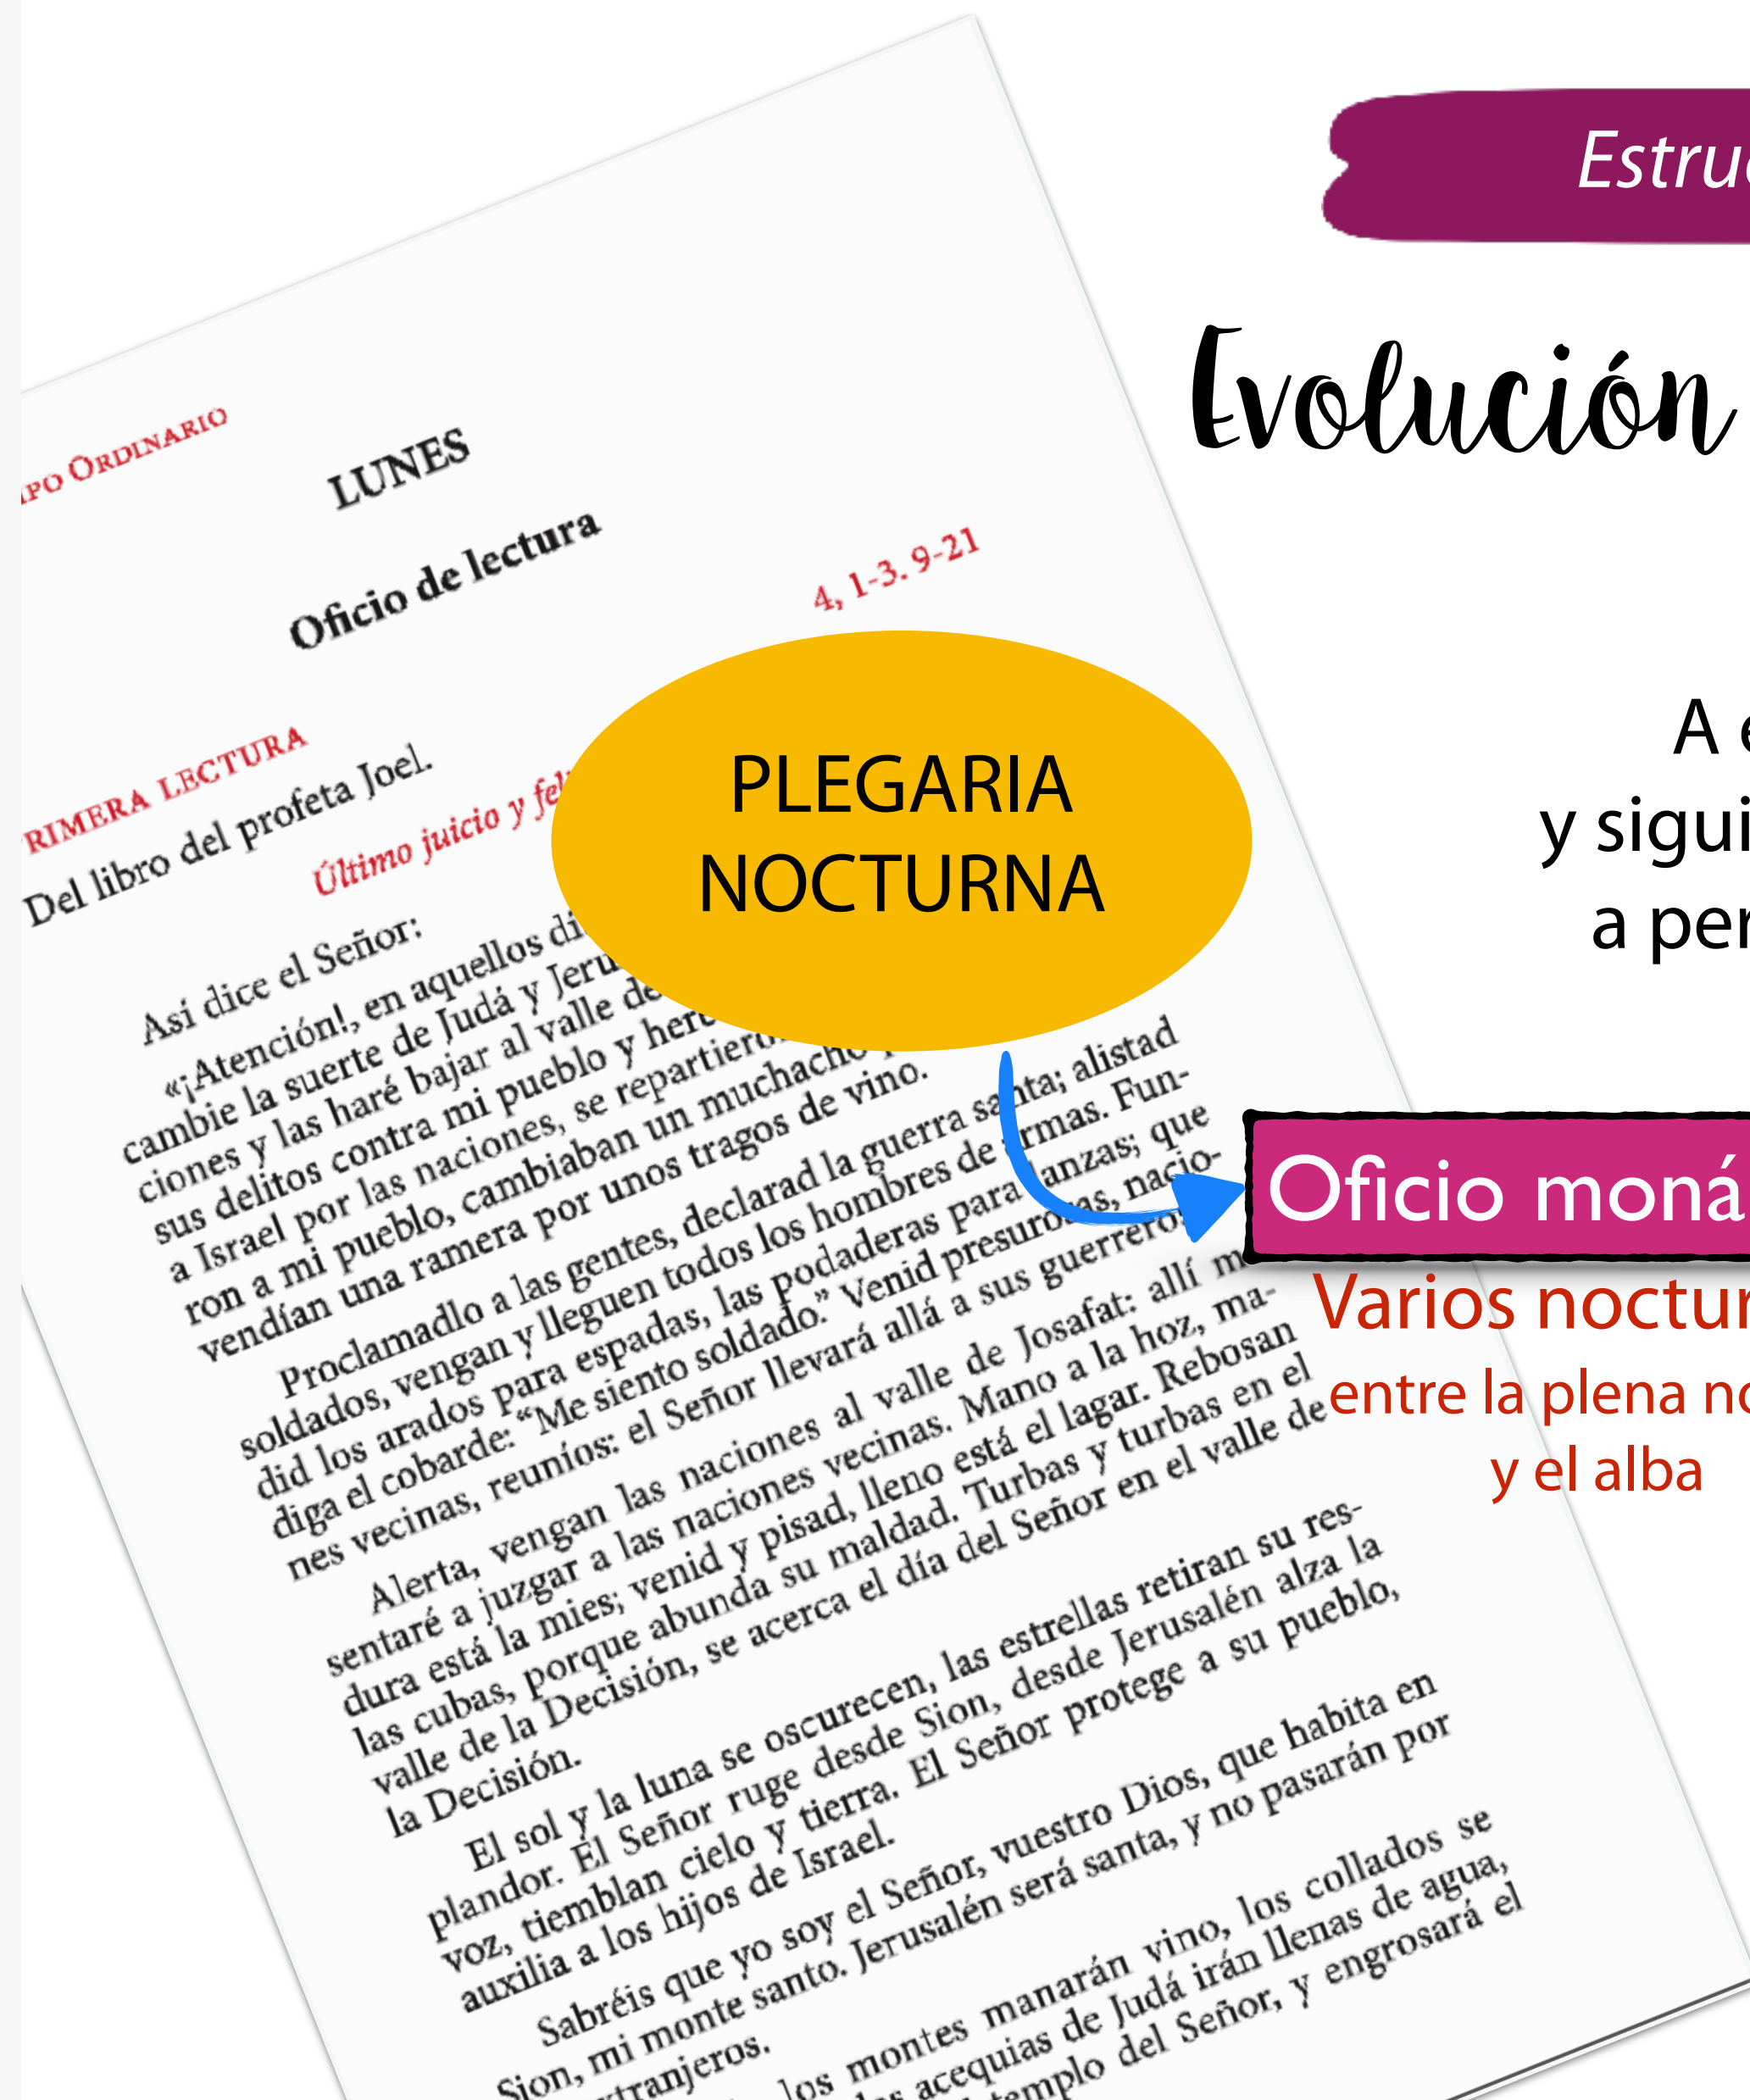 Estru
Evolución
A
y sigui
a per
PLEGARIA
NOCTURNA
Oficio moná
Varios noctur
entre la plena no
y el alba
PO ORDINARIO
LUNES
Oficio de lectura
4, 1-3. 9-21
RIMERA LECTURA
Del libro del profeta Joel.
Último juicio y fel
Así dice el Señor:
«¡Atención!, en aquellos dí
cambie la suerte de Judá y Jeru
ciones y las haré bajar al valle de
sus delitos contra mi pueblo y here
a Israel por las naciones, se repartiero
ron a mi pueblo, cambiaban un muchacho
vendían una ramera por unos tragos de vino.
Proclamadlo a las gentes, declarad la guerra santa; alistad
soldados, vengan y lleguen todos los hombres de armas. Fun-
did los arados para espadas, las podaderas para lanzas; que
diga el cobarde: “Me siento soldado.” Venid presurosas, nacio-
nes vecinas, reuníos: el Señor llevará allá a sus guerreros
Alerta, vengan las naciones al valle de Josafat: allí m
sentaré a juzgar a las naciones vecinas. Mano a la hoz, ma-
dura está la mies; venid y pisad, lleno está el lagar. Rebosan
las cubas, porque abunda su maldad. Turbas y turbas en el
valle de la Decisión, se acerca el día del Señor en el valle de
la Decisión.
El sol y la luna se oscurecen, las estrellas retiran su res-
plandor. El Señor ruge desde Sion, desde Jerusalén alza la
voz, tiemblan cielo y tierra. El Señor protege a su pueblo,
auxilia a los hijos de Israel.
Sabréis que yo soy el Señor, vuestro Dios, que habita en
Sion, mi monte santo. Jerusalén será santa, y no pasarán por
xtranjeros.
los montes manarán vino, los collados se
acequias de Judá irán llenas de agua,
templo del Señor, y engrosará el